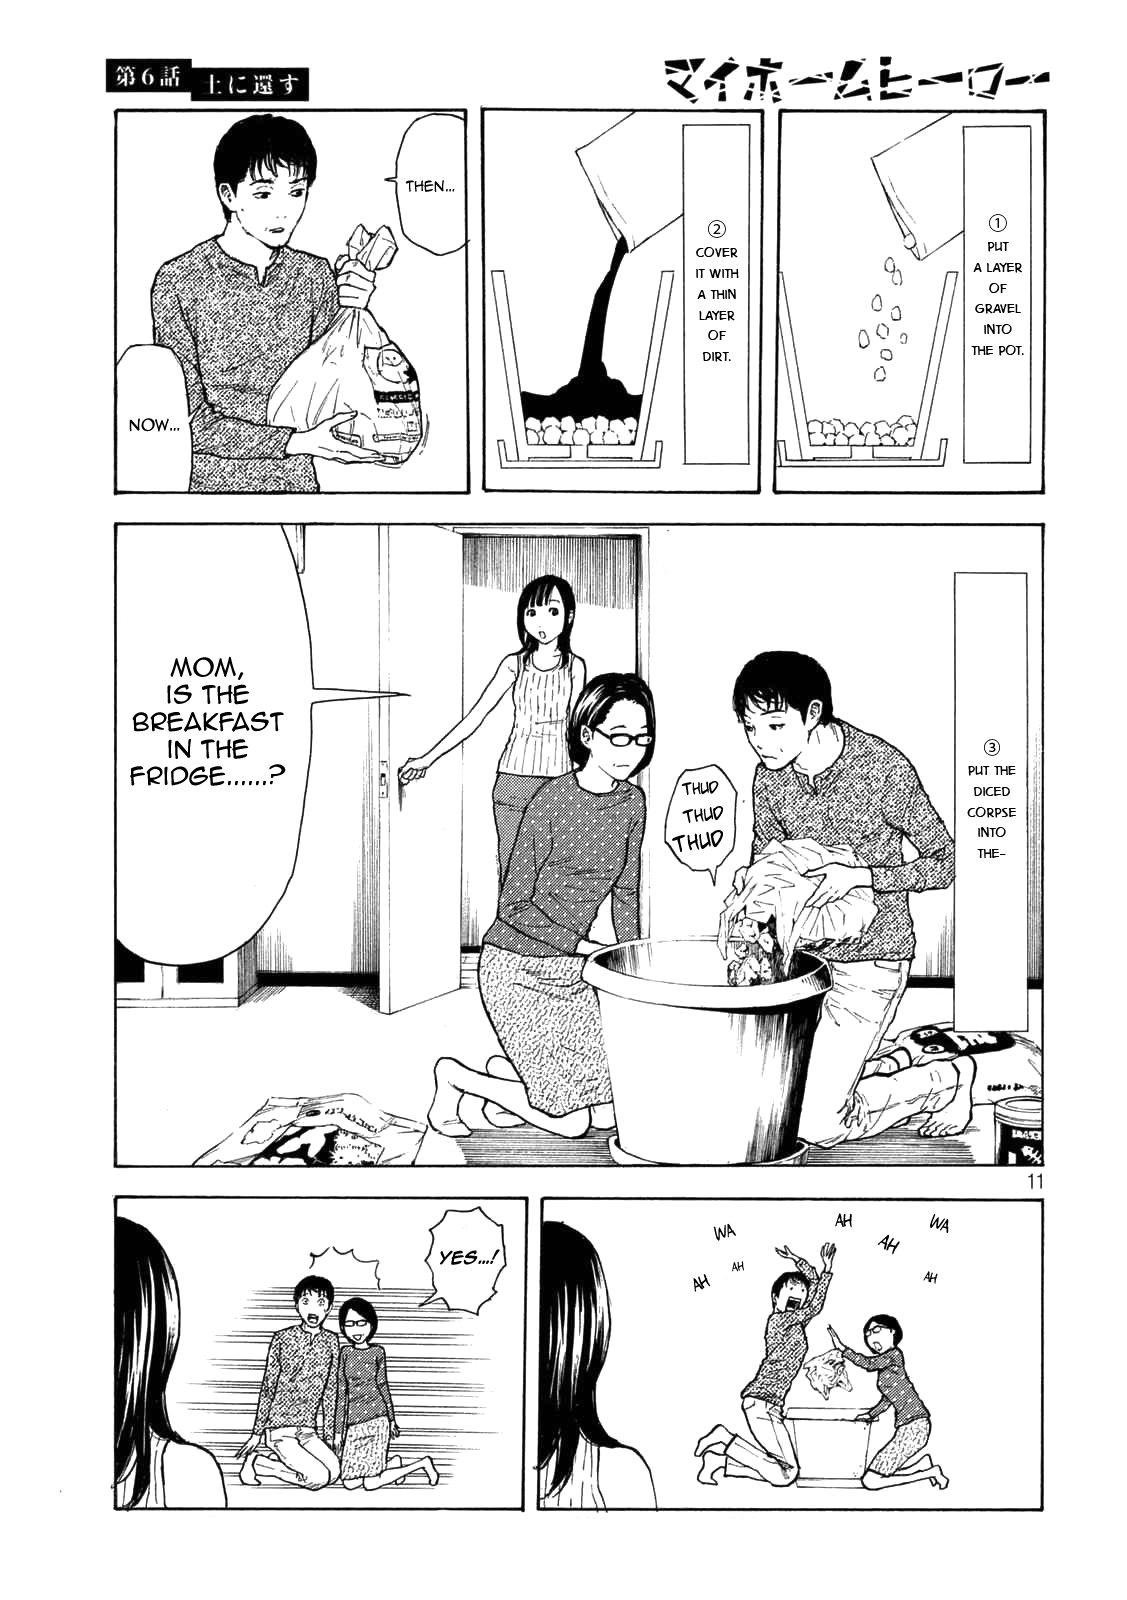 第6話
土に還す
マイホームヒーロー
①
PUT
A LAYER
OF
GRAVEL
INTO
THE POT.
②
COVER
IT WITH
A THIN
LAYER
OF
DIRT.
THEN...
NOW...
③
PUT THE
DICED
CORPSE
INTO
THE-
THUD
THUD
THUD
MOM,
IS THE
BREAKFAST
IN THE
FRIDGE......?
11
WA
AH
AH
WA
AH
AH
AH
YES...!